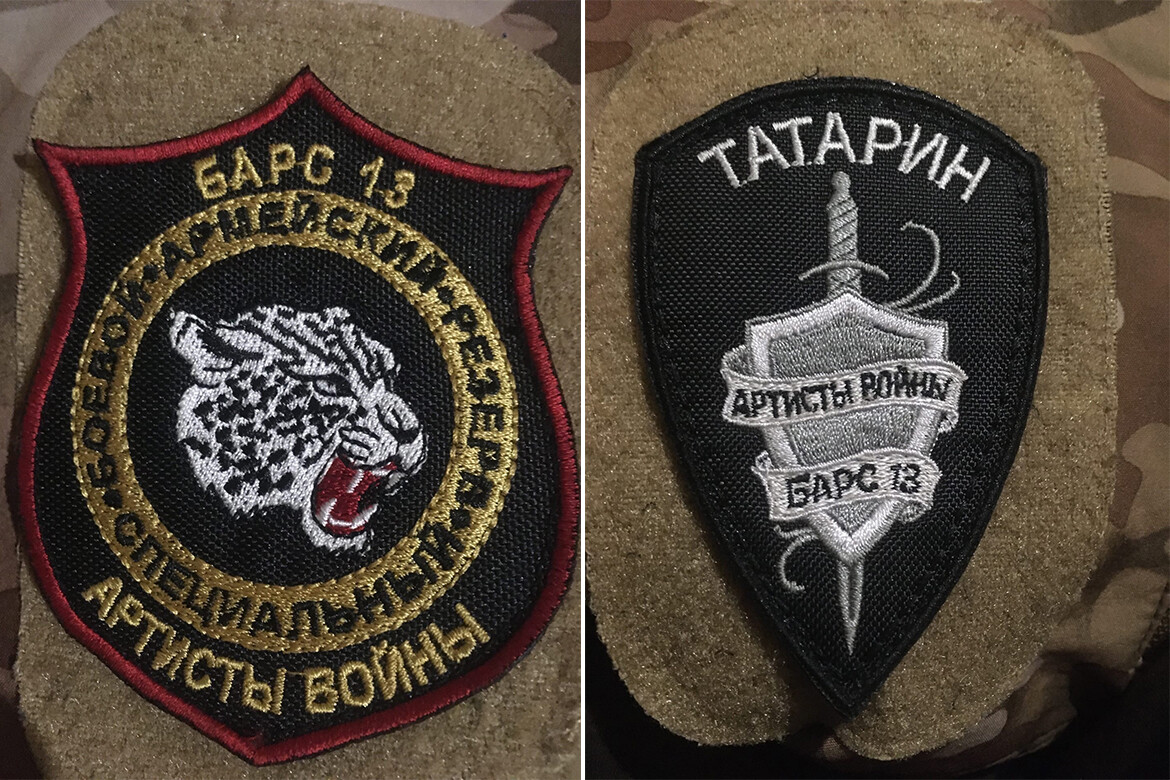 БАРС 13
БОЕВОЙ•АРМЕЙСКИЙ•РЕЗЕРВ•
СПЕЦИАЛЬНЫЙ•
АРТИСТЫ ВОЙНЫ
ТАТАРИН
АРТИСТЫ ВОЙНЫ
БАРС 13